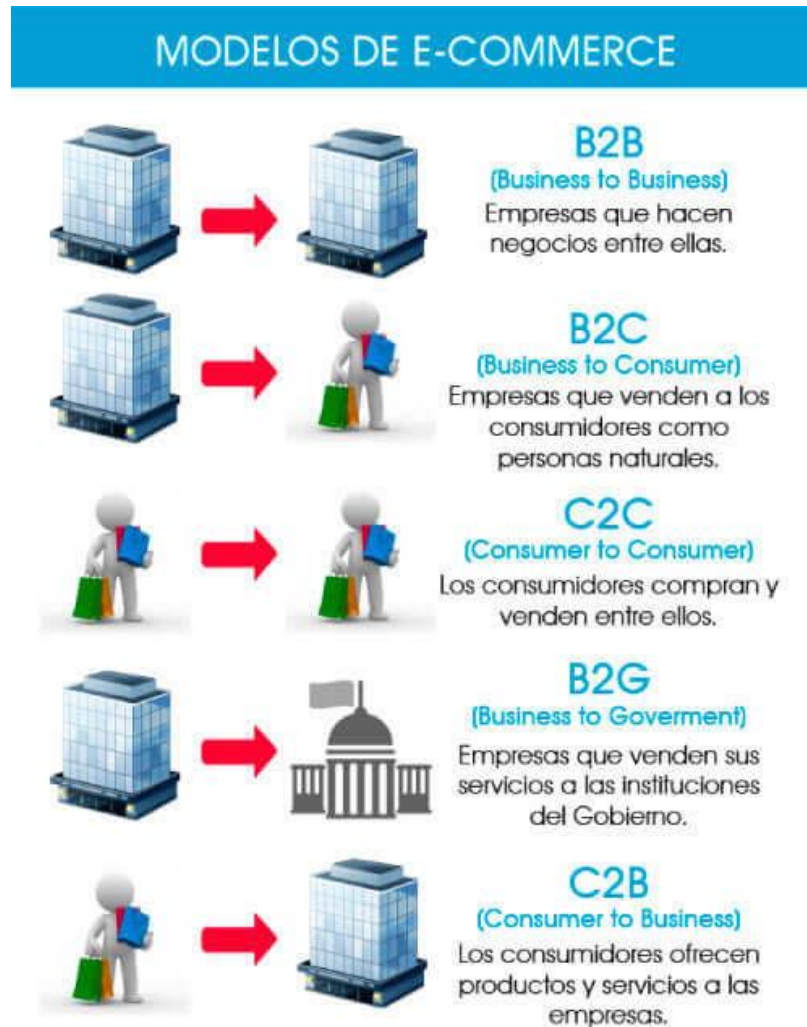 MODELOS DE E-COMMERCE
B2B
(Business to Business)
Empresas que hacen
negocios entre ellas.
B2C
(Business to Consumer)
Empresas que venden a los
consumidores como
personas naturales.
C2C
(Consumer to Consumer)
Los consumidores compran y
venden entre ellos.
B2G
(Business to Goverment)
Empresas que venden sus
servicios a las instituciones
del Gobierno.
C2B
(Consumer to Business)
Los consumidores ofrecen
productos y servicios a las
empresas.